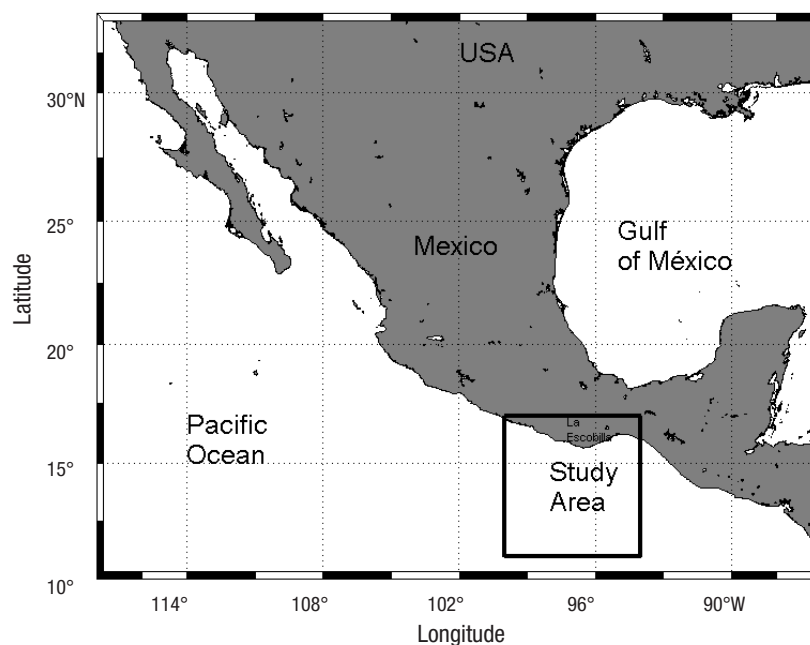 USA
30°N
25°
Mexico
Gulf
of México
Latitude
20°
Pacific
Ocean
La
Escobilla
15°
Study
Area
10°
114°
108°
102°
96°
90°W
Longitude